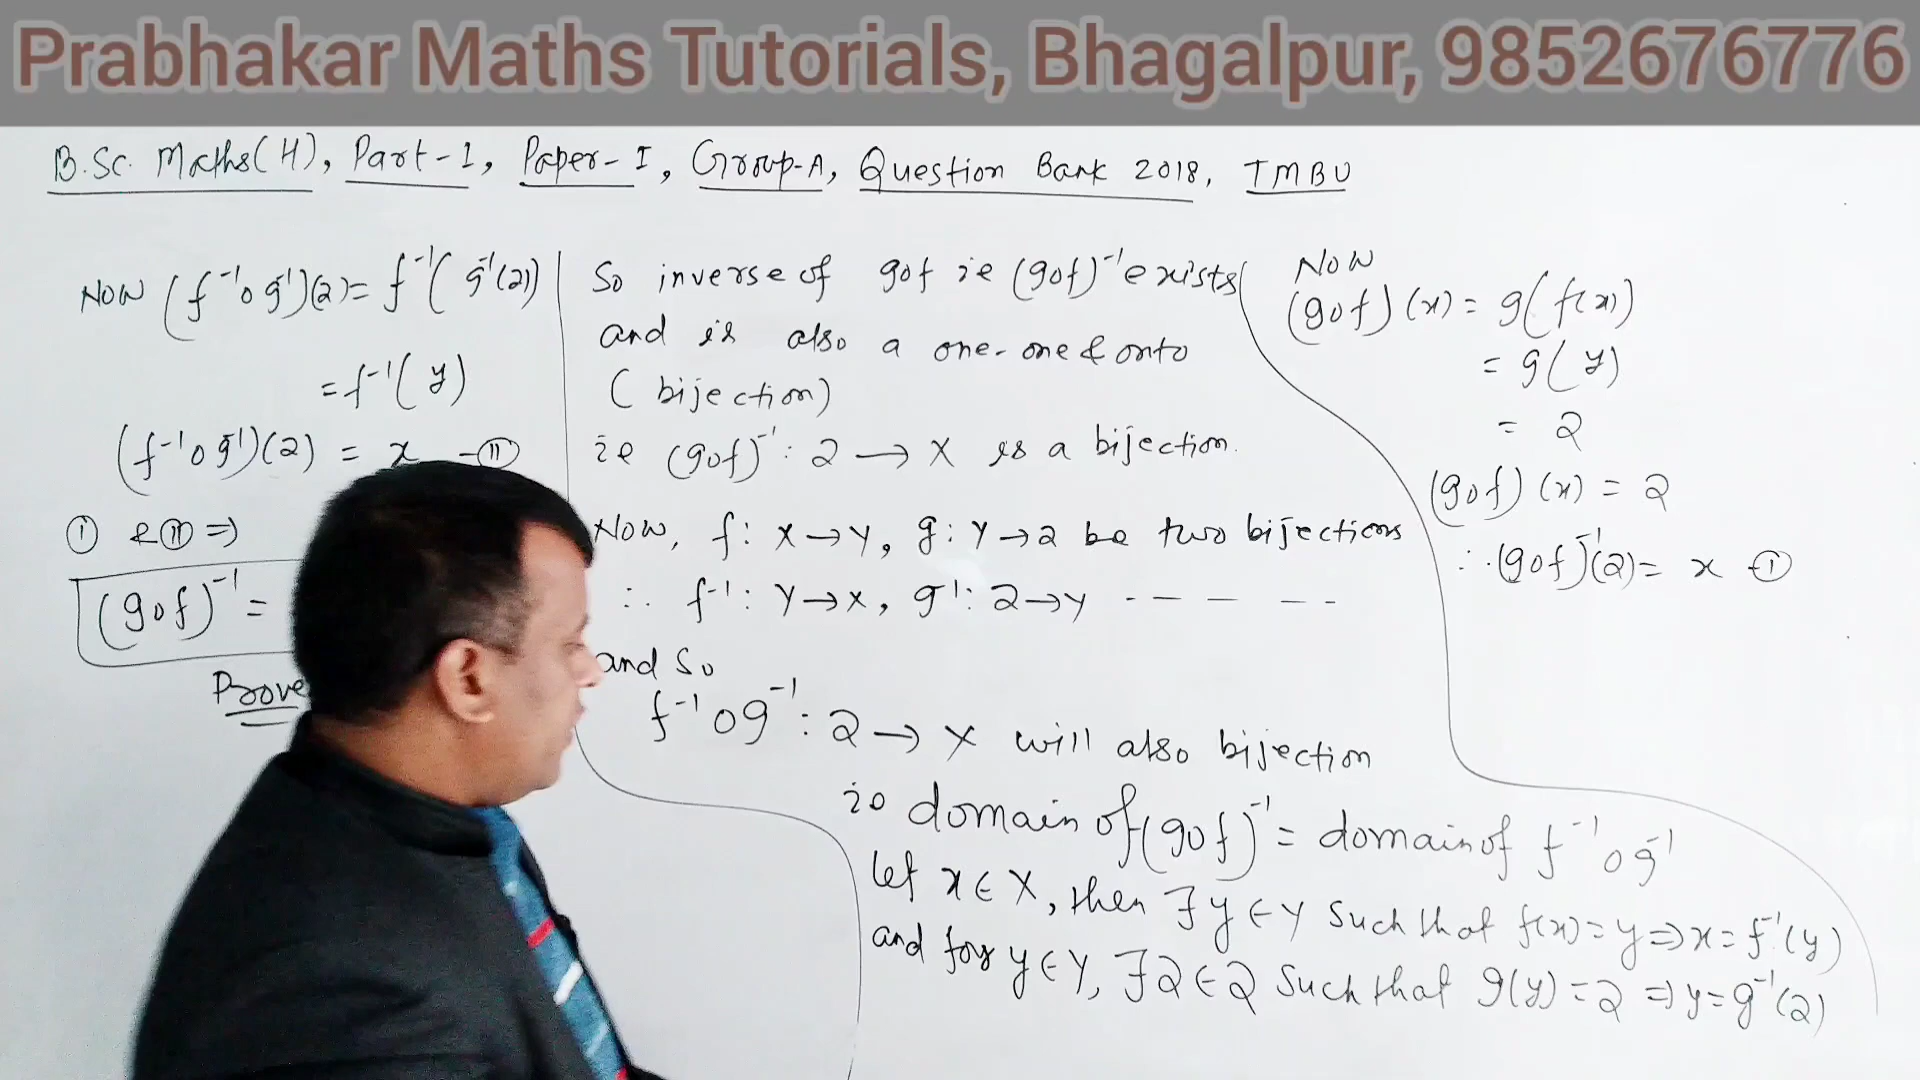 Prabhakar Maths Tutorials, Bhagalpur, 9852676776
B.Sc. Maths(H), Part-1, Paper-I, Group-A, Question Bank 2018, TMBU
Now (f⁻¹og⁻¹)(z)= f⁻¹(g⁻¹(z))
=f⁻¹(y)
(f⁻¹og⁻¹)(z) = x -Ⓘ︎Ⓘ
① & Ⅱ ⇒
(gof)⁻¹ =
Prove
So inverse of gof ie (gof)⁻¹ exists
and is also a one-one & onto
(bijection)
ie (gof)⁻¹: Z → X is a bijection.
Now, f: X→Y, g: Y→Z be two bijections
∴ f⁻¹: Y→X, g⁻¹: Z→Y - - - - -
and so
f⁻¹og⁻¹: Z → X will also bijection
ie domain of (gof)⁻¹ = domain of f⁻¹og⁻¹
let x∈X, then ∃ y∈Y such that f(x)=y ⇒ x=f⁻¹(y)
and for y∈Y, ∃ z∈Z such that g(y)=z ⇒ y=g⁻¹(z)
Now
(gof)(x) = g(f(x))
= g(y)
= z
(gof)(x) = z
∴ (gof)⁻¹(z)= x -①